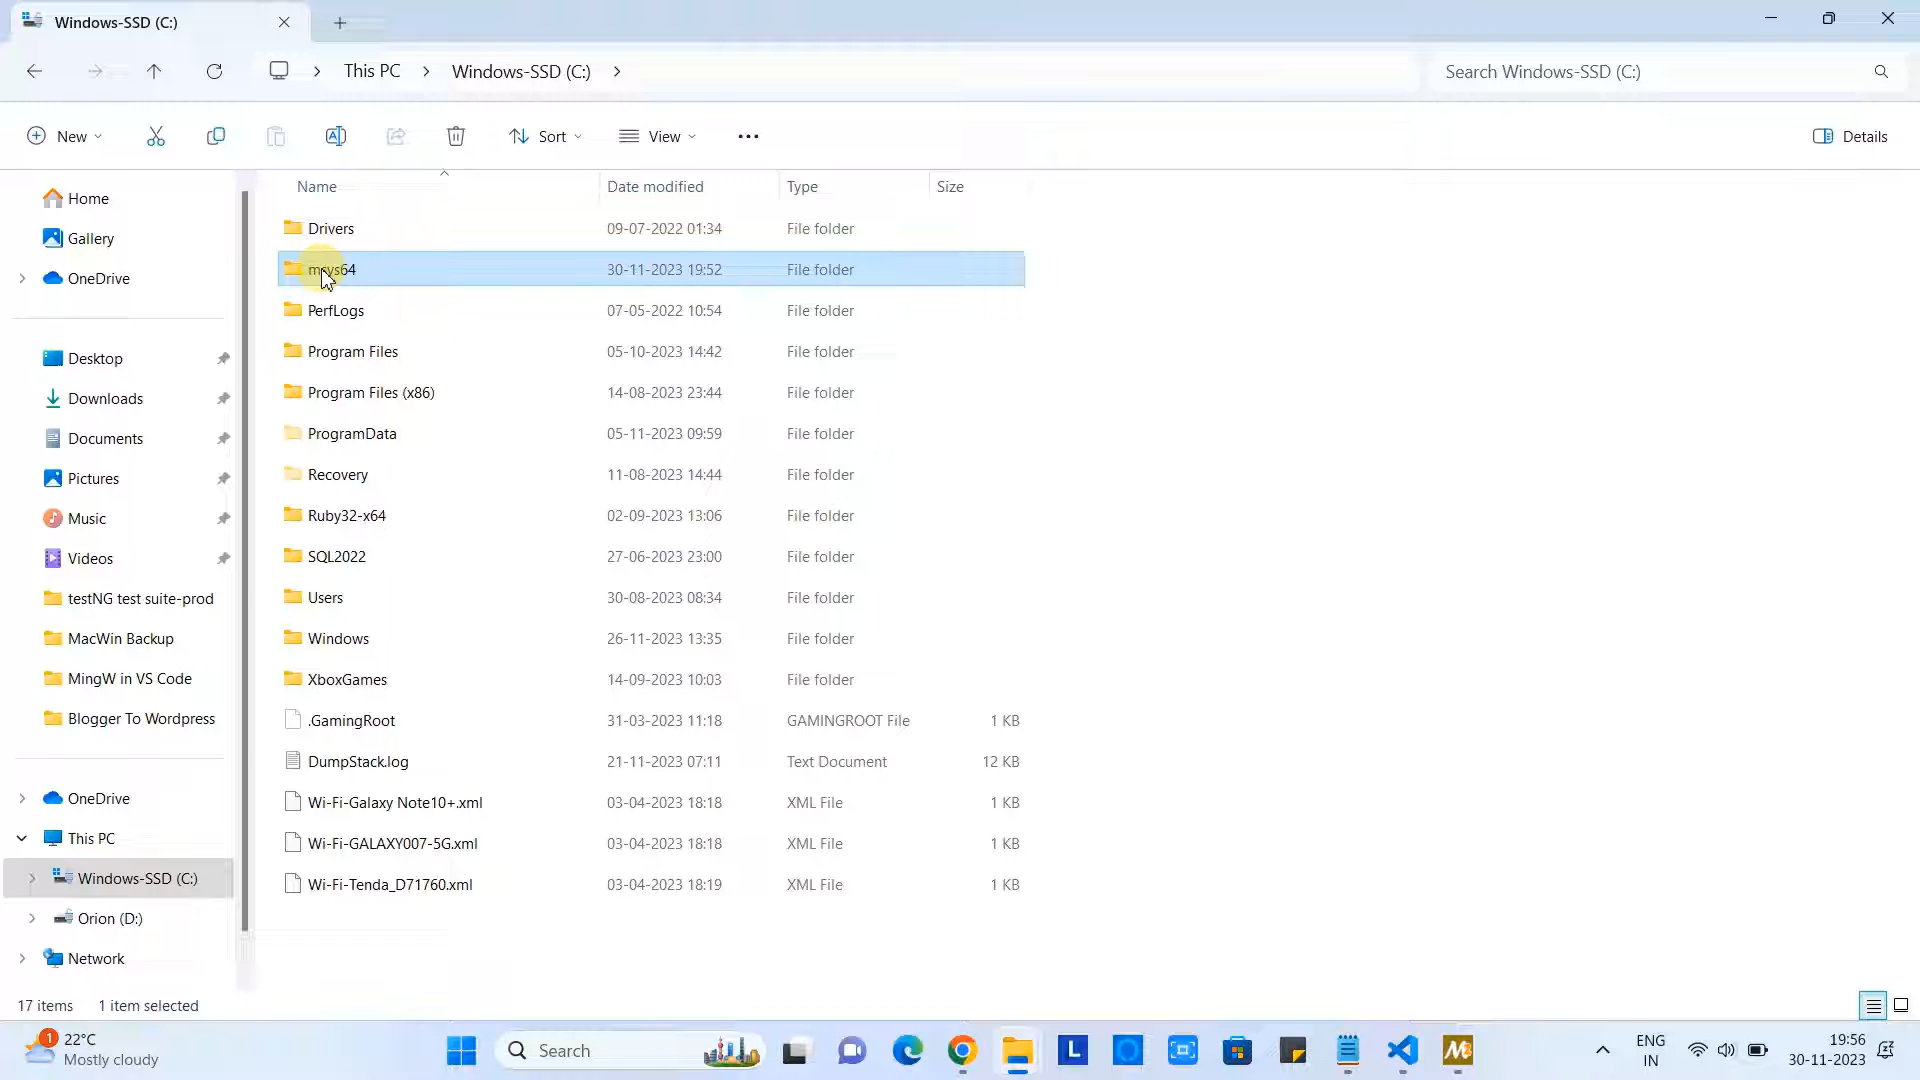 Windows-SSD (C:)
This PC
Windows-SSD (C:)
Search Windows-SSD (C:)
New
Sort
View
Details
Name
Date modified
Type
Size
Drivers 09-07-2022 01:34 File folder
msys64 30-11-2023 19:52 File folder
PerfLogs 07-05-2022 10:54 File folder
Program Files 05-10-2023 14:42 File folder
Program Files (x86) 14-08-2023 23:44 File folder
ProgramData 05-11-2023 09:59 File folder
Recovery 11-08-2023 14:44 File folder
Ruby32-x64 02-09-2023 13:06 File folder
SQL2022 27-06-2023 23:00 File folder
Users 30-08-2023 08:34 File folder
Windows 26-11-2023 13:35 File folder
XboxGames 14-09-2023 10:03 File folder
.GamingRoot 31-03-2023 11:18 GAMINGROOT File 1 KB
DumpStack.log 21-11-2023 07:11 Text Document 12 KB
Wi-Fi-Galaxy Note10+.xml 03-04-2023 18:18 XML File 1 KB
Wi-Fi-GALAXY007-5G.xml 03-04-2023 18:18 XML File 1 KB
Wi-Fi-Tenda_D71760.xml 03-04-2023 18:19 XML File 1 KB
Home
Gallery
OneDrive
Desktop
Downloads
Documents
Pictures
Music
Videos
testNG test suite-prod
MacWin Backup
MingW in VS Code
Blogger To Wordpress
OneDrive
This PC
Windows-SSD (C:)
Orion (D:)
Network
17 items
1 item selected
1
22°C
Mostly cloudy
Search
L
ENG
IN
19:56
30-11-2023